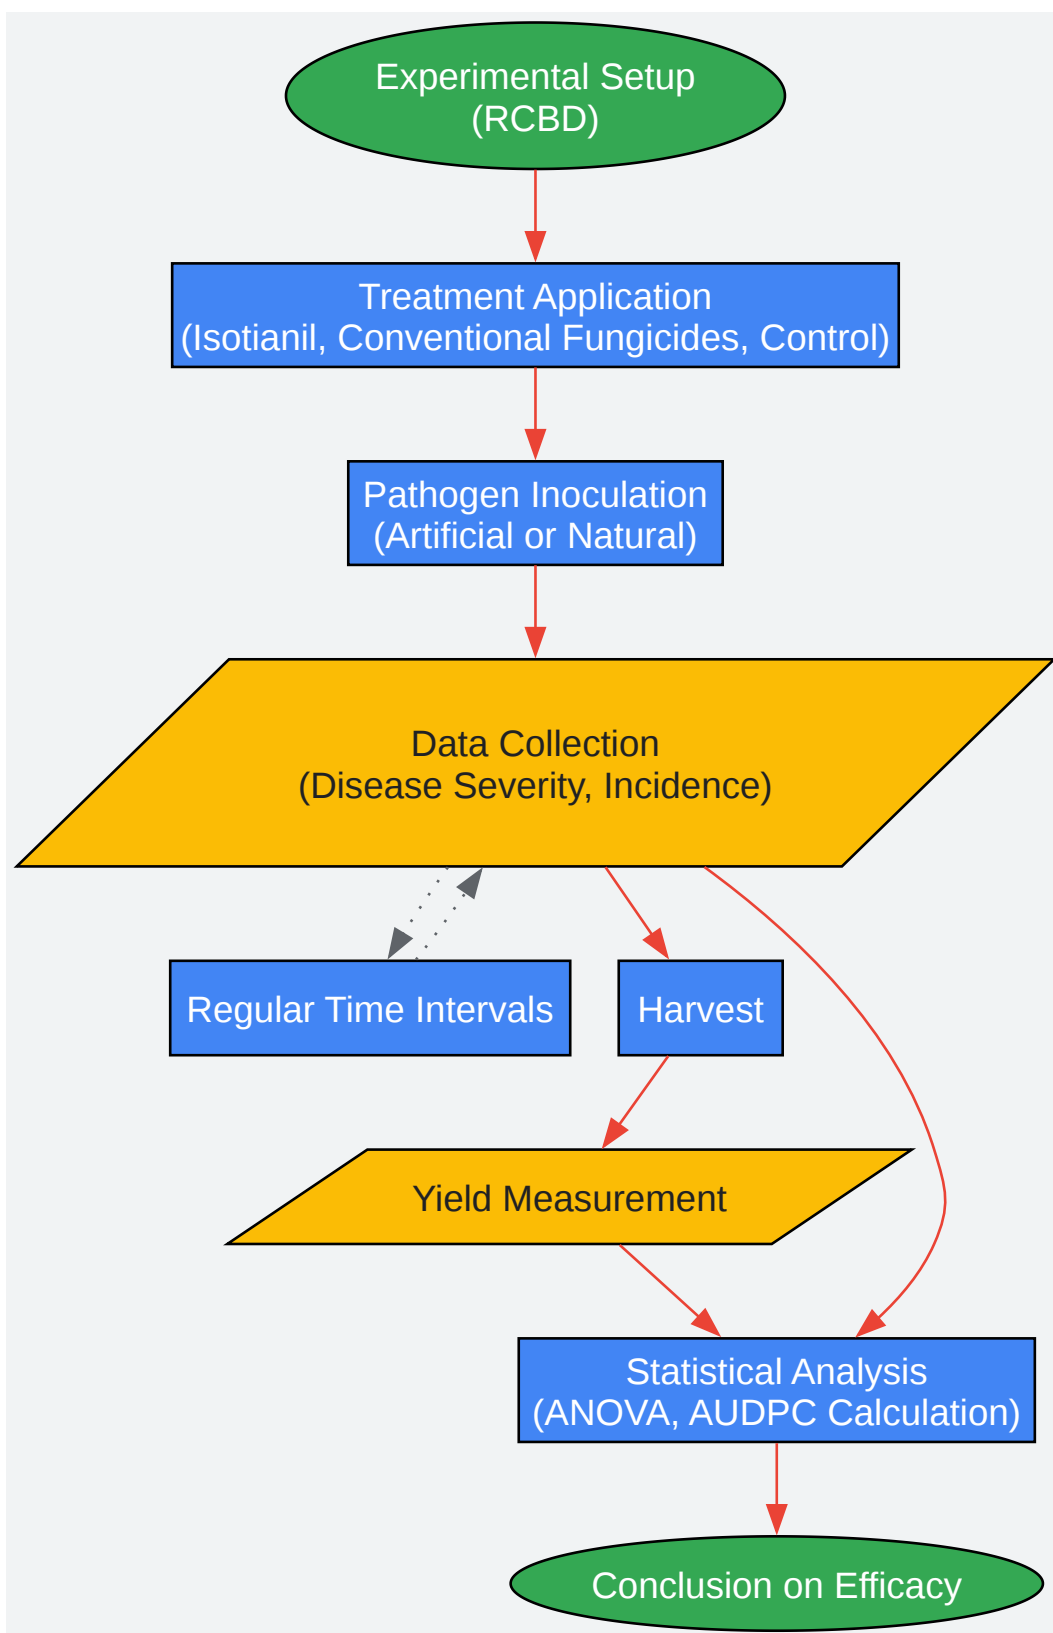 Experimental Setup
(RCBD)
Treatment Application
(Isotianil, Conventional Fungicides, Control)
Pathogen Inoculation
(Artificial or Natural)
Data Collection
(Disease Severity, Incidence)
Regular Time Intervals
Harvest
Yield Measurement
Statistical Analysis
(ANOVA, AUDPC Calculation)
Conclusion on Efficacy